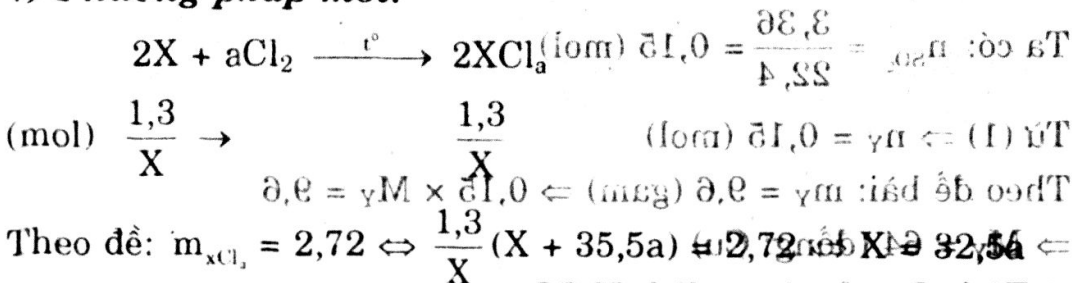 2X + aCl₂ —t°→ 2XClₐ
(mol) 1,3/X → 1,3/X
Theo đề: m_XClₐ = 2,72 ⇔ 1,3/X (X + 35,5a) = 2,72 ⇔ X = 32,5a
Ta có: n_SO₂ = 3,36/22,4 = 0,15 (mol)
Từ (1) ⇒ n_Y = 0,15 (mol)
Theo đề bài: m_Y = 9,6 (gam) ⇒ 0,15 × M_Y = 9,6